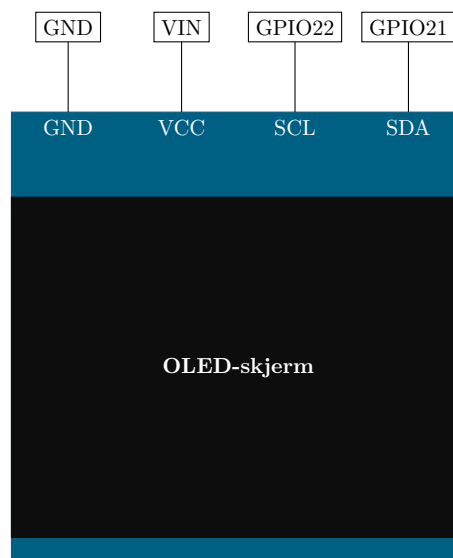 GND VIN GPIO22 GPIO21
GND VCC SCL SDA
OLED-skjerm